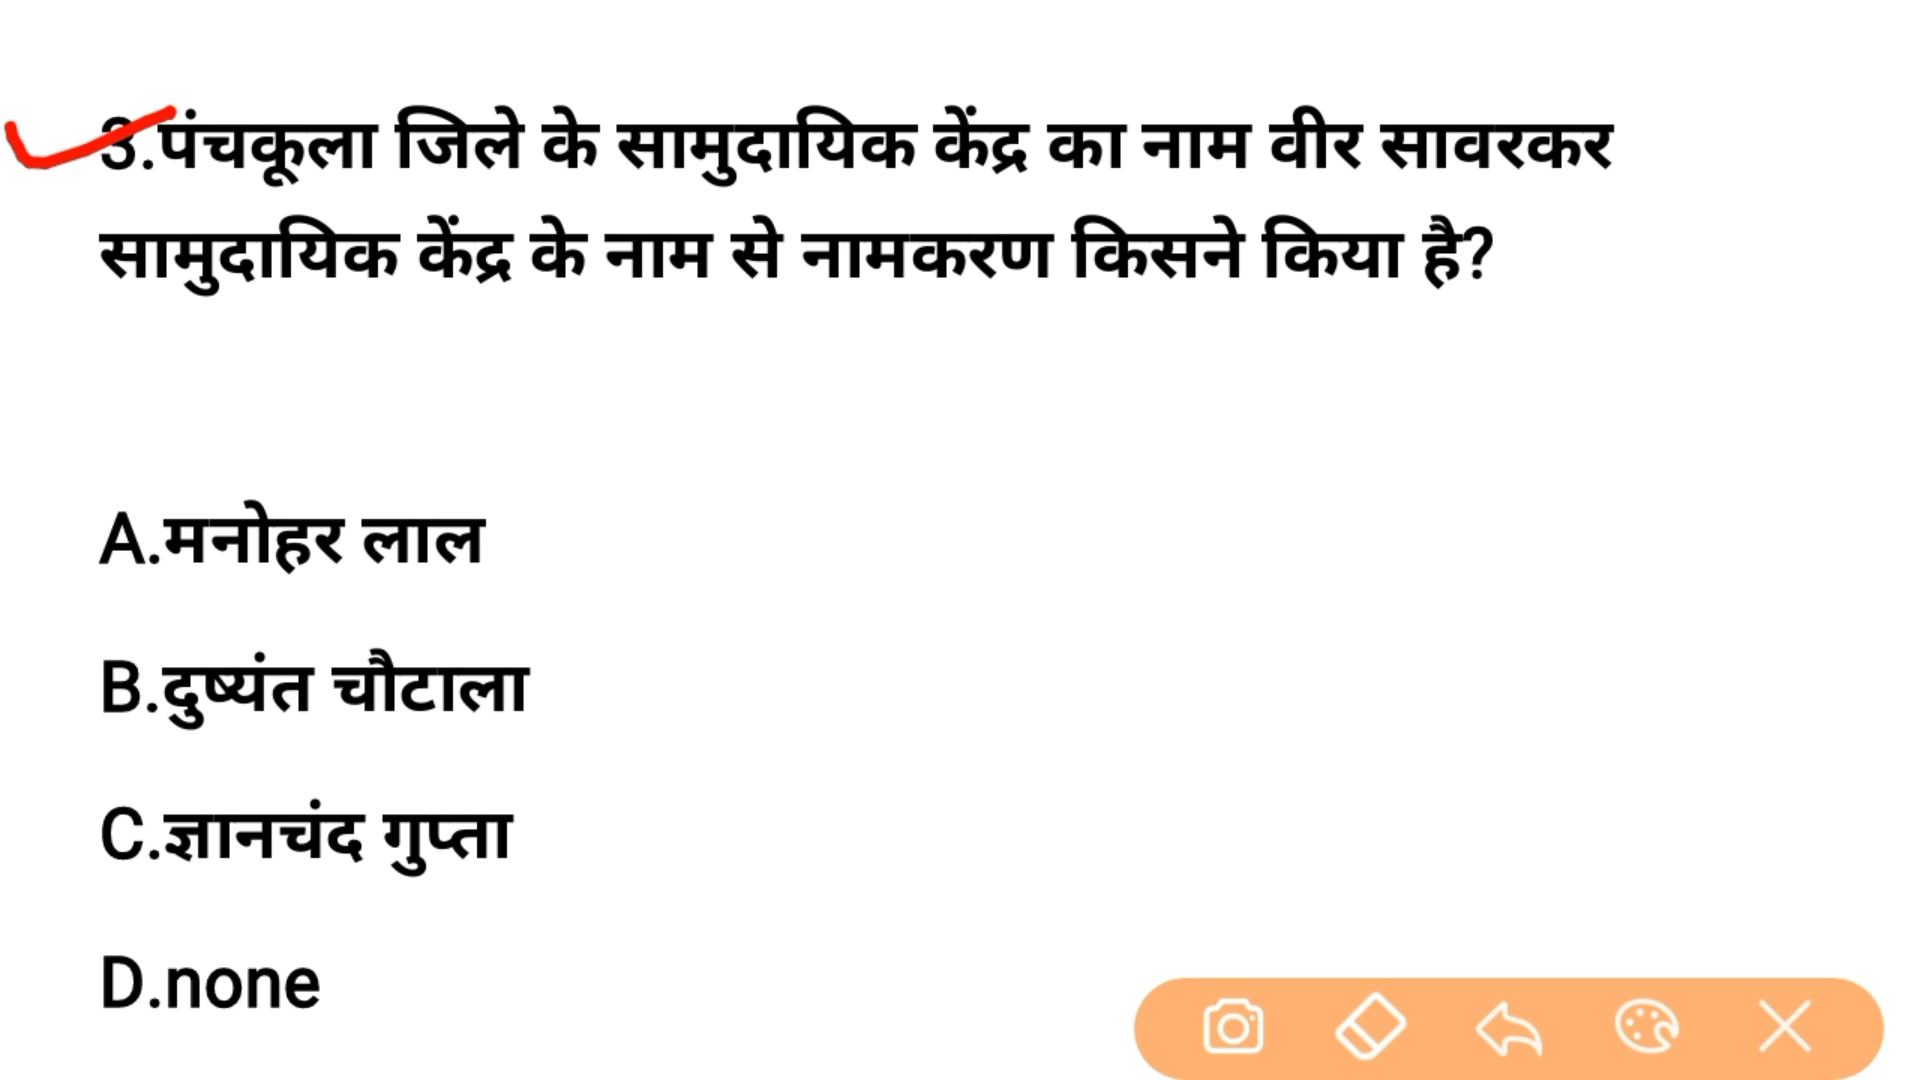 3.पंचकूला जिले के सामुदायिक केंद्र का नाम वीर सावरकर
सामुदायिक केंद्र के नाम से नामकरण किसने किया है?
A.मनोहर लाल
B.दुष्यंत चौटाला
C.ज्ञानचंद गुप्ता
D.none